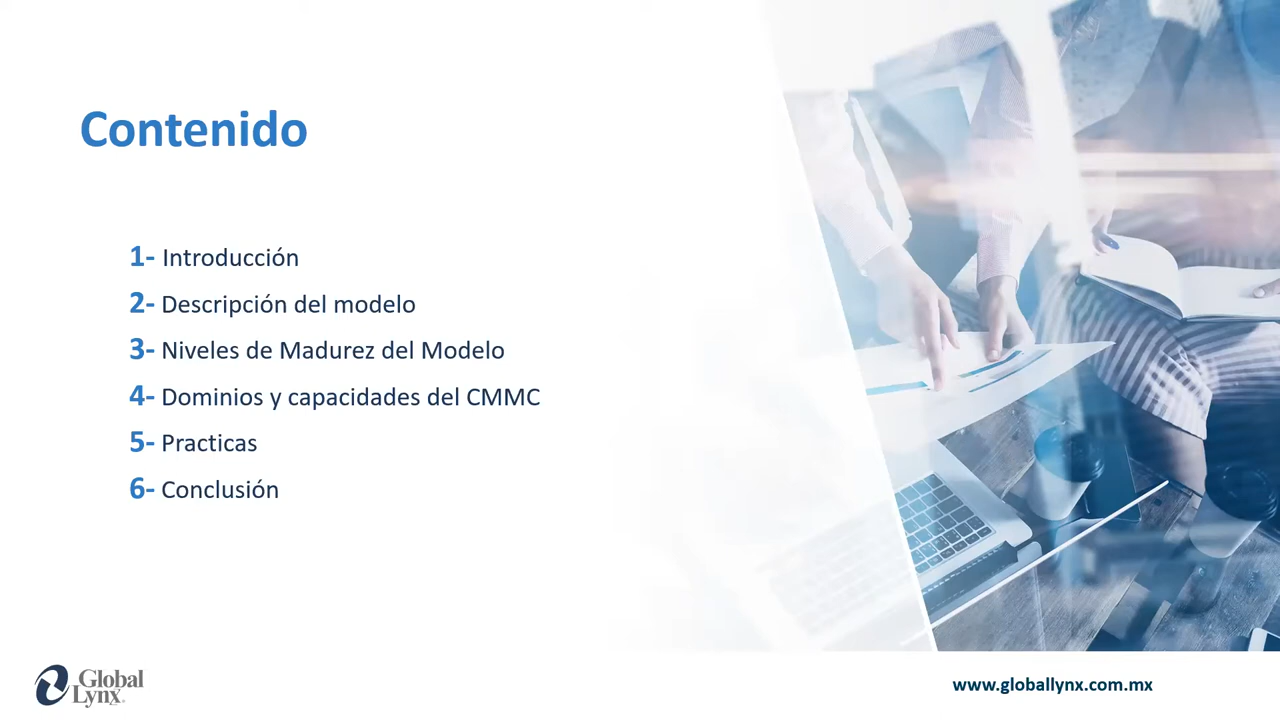 Contenido
1- Introducción
2- Descripción del modelo
3- Niveles de Madurez del Modelo
4- Dominios y capacidades del CMMC
5- Practicas
6- Conclusión
Global
Lynx
www.globallynx.com.mx